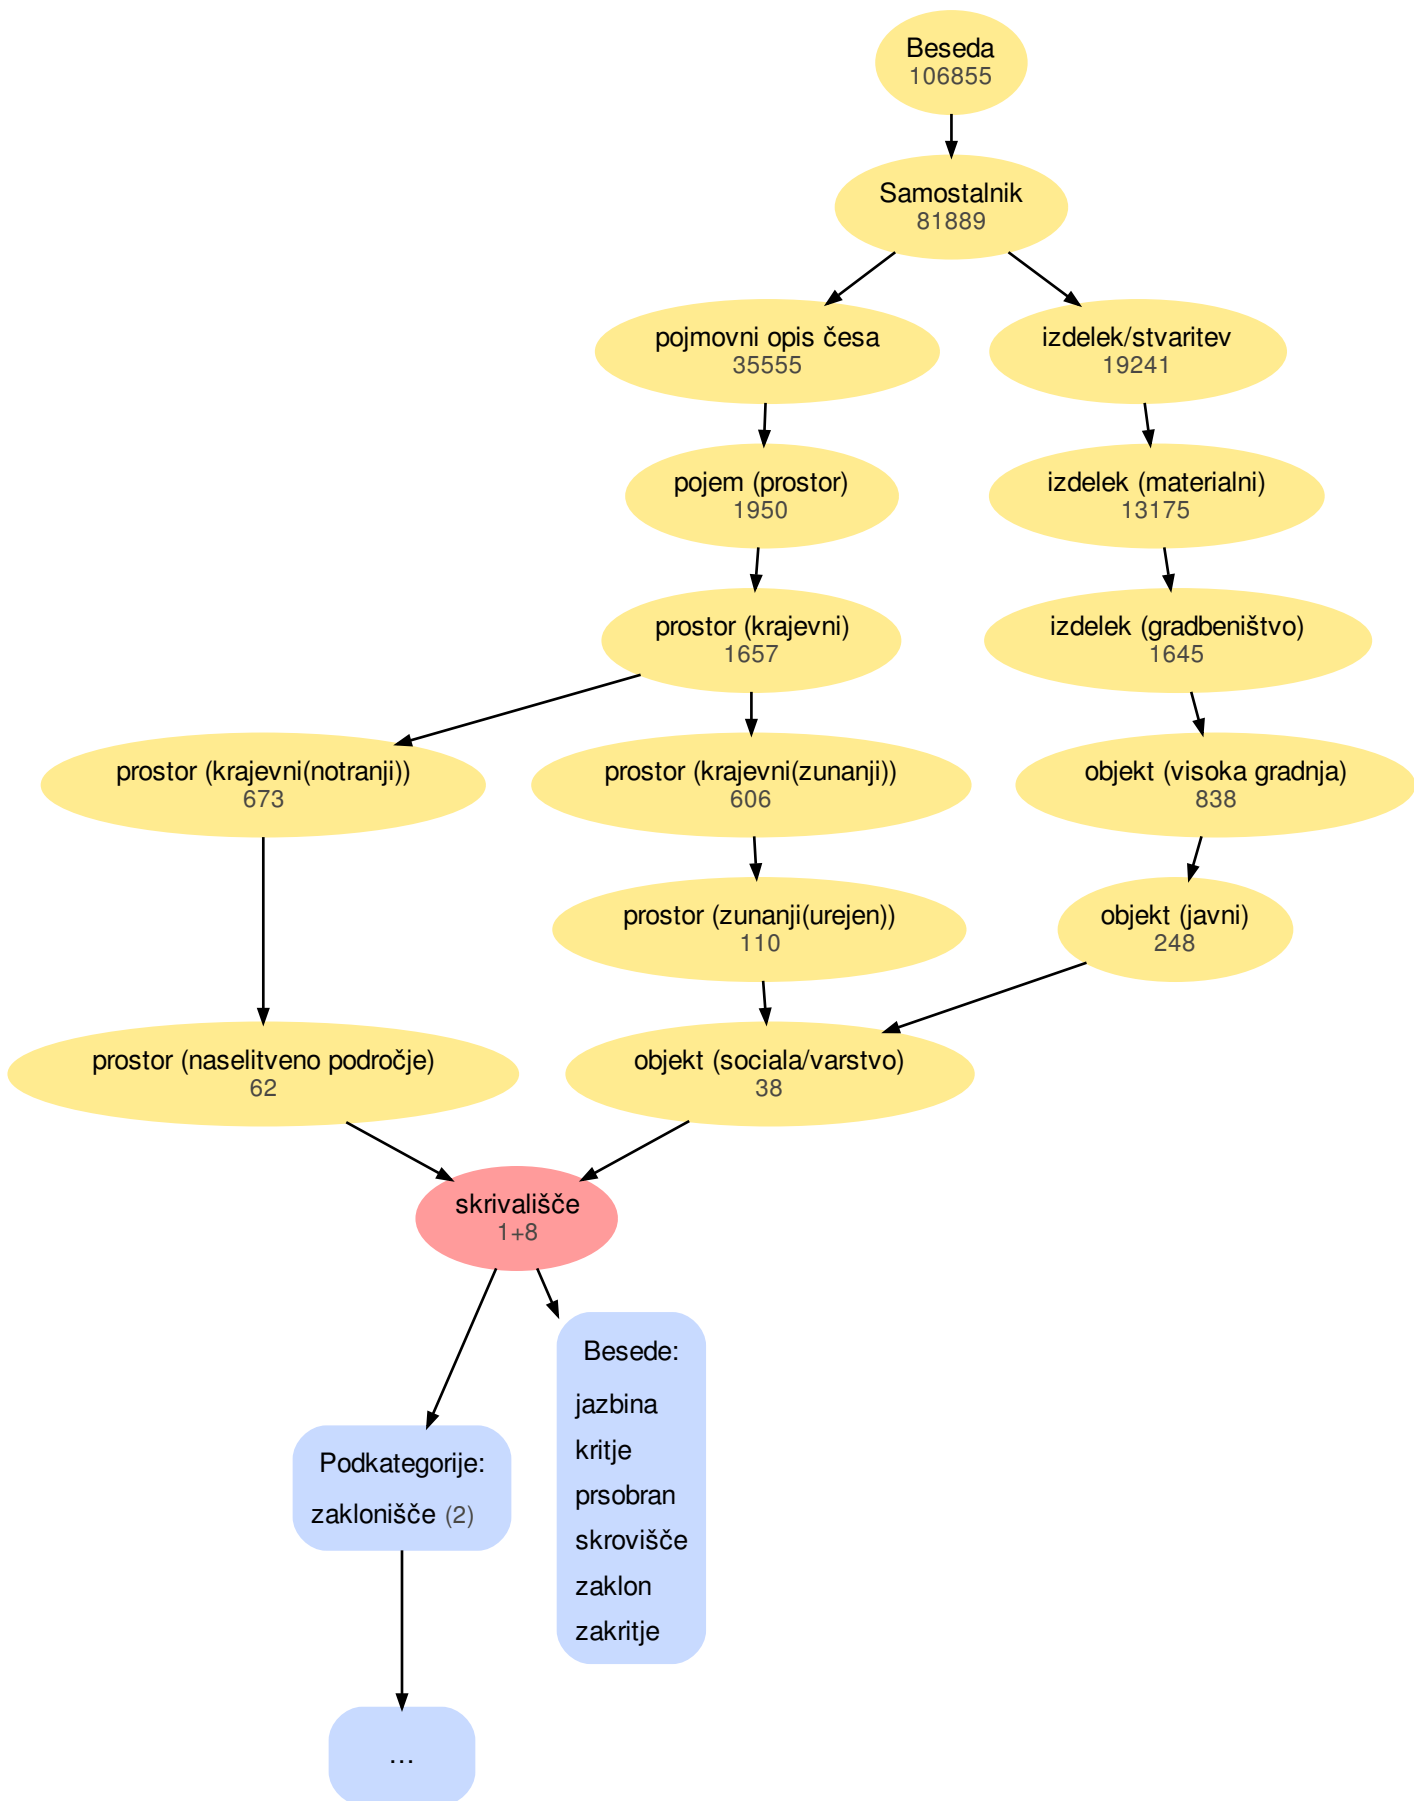 Beseda
106855
Samostalnik
81889
pojmovni opis česa
35555
izdelek/stvaritev
19241
pojem (prostor)
1950
izdelek (materialni)
13175
prostor (krajevni)
1657
izdelek (gradbeništvo)
1645
prostor (krajevni(notranji))
673
prostor (krajevni(zunanji))
606
objekt (visoka gradnja)
838
prostor (zunanji(urejen))
110
objekt (javni)
248
prostor (naselitveno področje)
62
objekt (sociala/varstvo)
38
skrivališče
1+8
Besede:
jazbina
kritje
prsobran
skrovišče
zaklon
zakritje
Podkategorije:
zaklonišče (2)
...